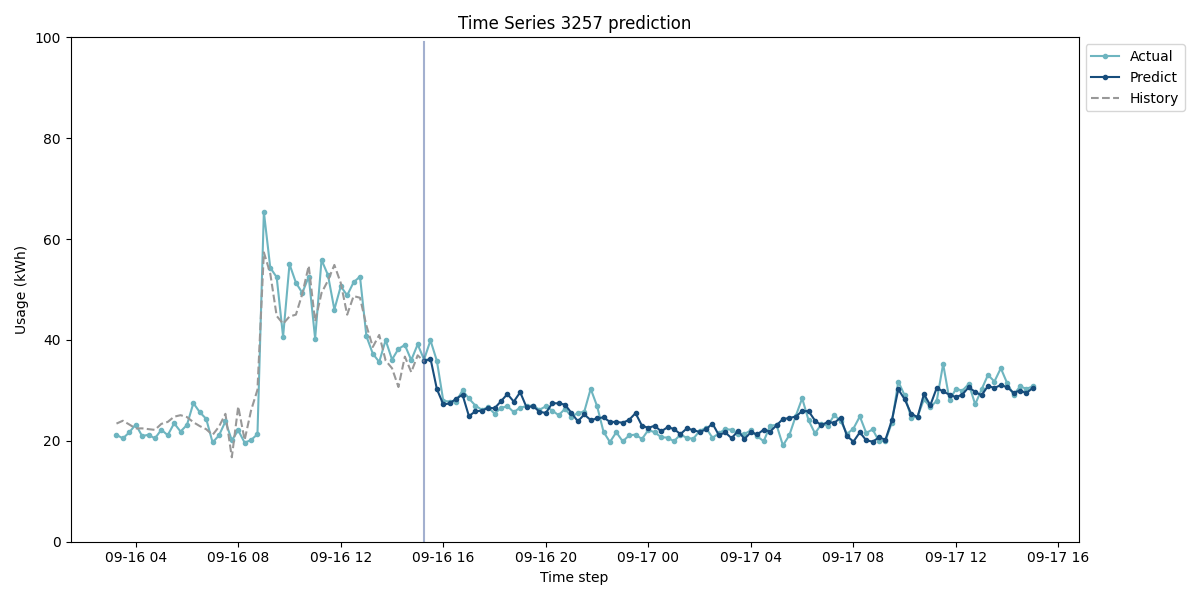 Time Series 3257 prediction
100
80
60
40
20
0
Usage (kWh)
09-16 04
09-16 08
09-16 12
09-16 16
09-16 20
09-17 00
09-17 04
09-17 08
09-17 12
09-17 16
Time step
Actual
Predict
History